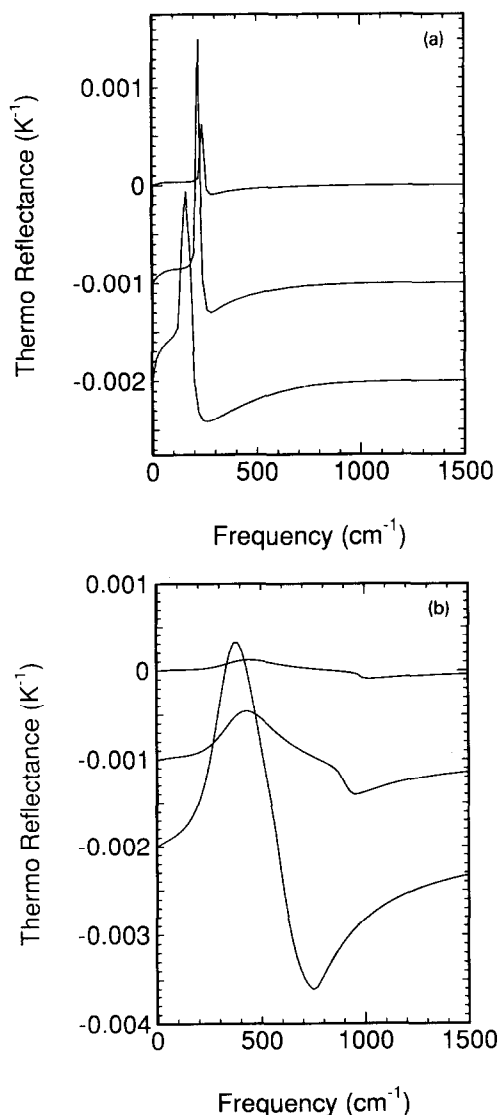 (a)
0.001
0
-0.001
-0.002
Thermo Reflectance (K⁻¹)
0 500 1000 1500
Frequency (cm⁻¹)
(b)
0.001
0
-0.001
-0.002
-0.003
-0.004
Thermo Reflectance (K⁻¹)
0 500 1000 1500
Frequency (cm⁻¹)